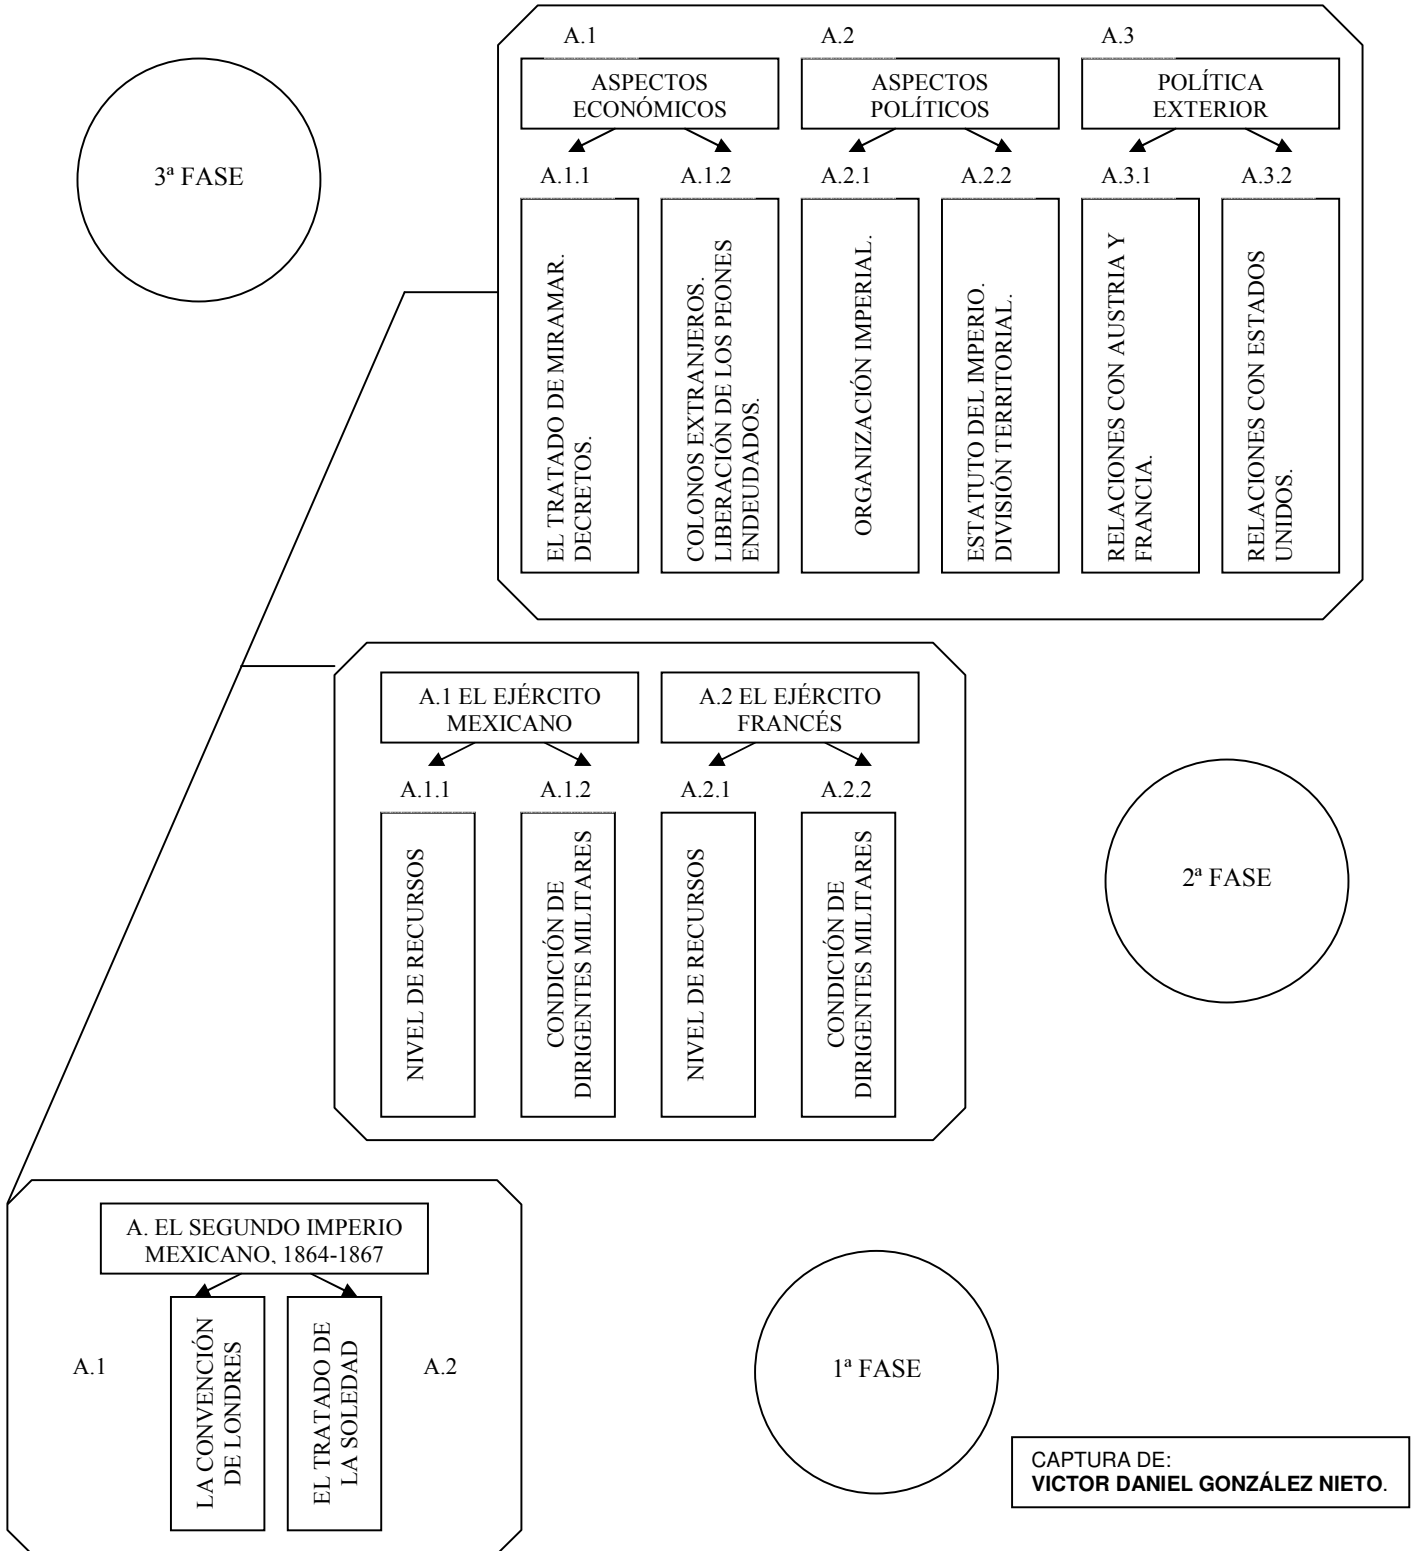 A.1
A.2
A.3
ASPECTOS
ECONÓMICOS
ASPECTOS
POLÍTICOS
POLÍTICA
EXTERIOR
3ª FASE
A.1.1
A.1.2
A.2.1
A.2.2
A.3.1
A.3.2
EL TRATADO DE MIRAMAR.
DECRETOS.
COLONOS EXTRANJEROS.
LIBERACIÓN DE LOS PEONES
ENDEUDADOS.
ORGANIZACIÓN IMPERIAL.
ESTATUTO DEL IMPERIO.
DIVISIÓN TERRITORIAL.
RELACIONES CON AUSTRIA Y
FRANCIA.
RELACIONES CON ESTADOS
UNIDOS.
A.1 EL EJÉRCITO
MEXICANO
A.2 EL EJÉRCITO
FRANCÉS
A.1.1
A.1.2
A.2.1
A.2.2
NIVEL DE RECURSOS
CONDICIÓN DE
DIRIGENTES MILITARES
NIVEL DE RECURSOS
CONDICIÓN DE
DIRIGENTES MILITARES
2ª FASE
A. EL SEGUNDO IMPERIO
MEXICANO, 1864-1867
A.1
LA CONVENCIÓN
DE LONDRES
EL TRATADO DE
LA SOLEDAD
A.2
1ª FASE
CAPTURA DE:
VICTOR DANIEL GONZÁLEZ NIETO.